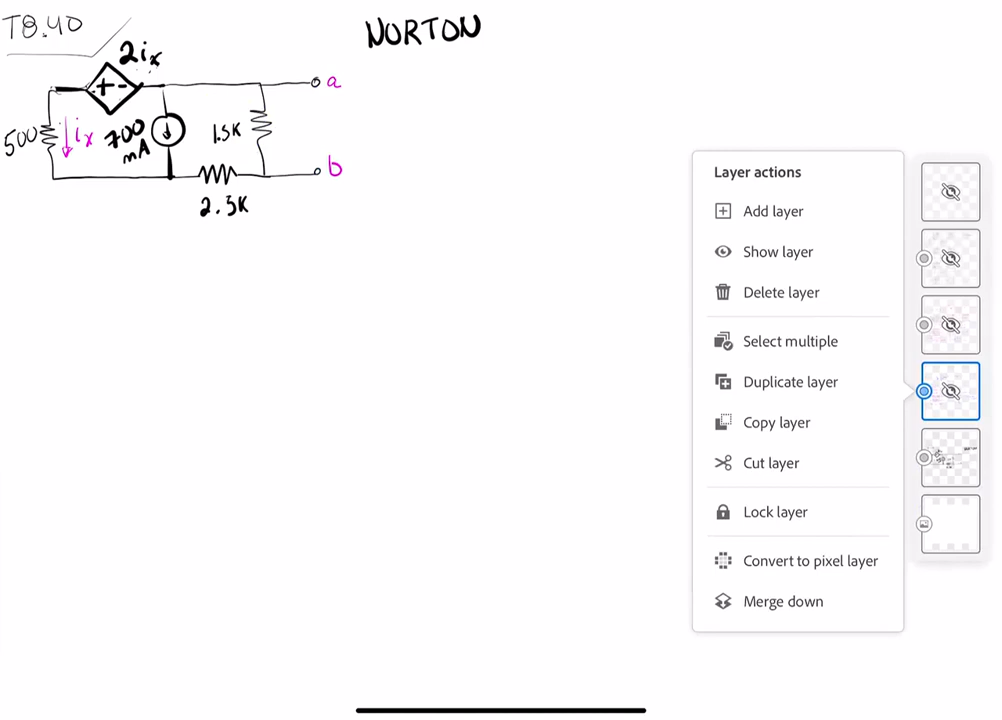 T8.40
NORTON
2ix
+ -
a
500
ix
700
mA
1.5K
b
2.5K
Layer actions
Add layer
Show layer
Delete layer
Select multiple
Duplicate layer
Copy layer
Cut layer
Lock layer
Convert to pixel layer
Merge down